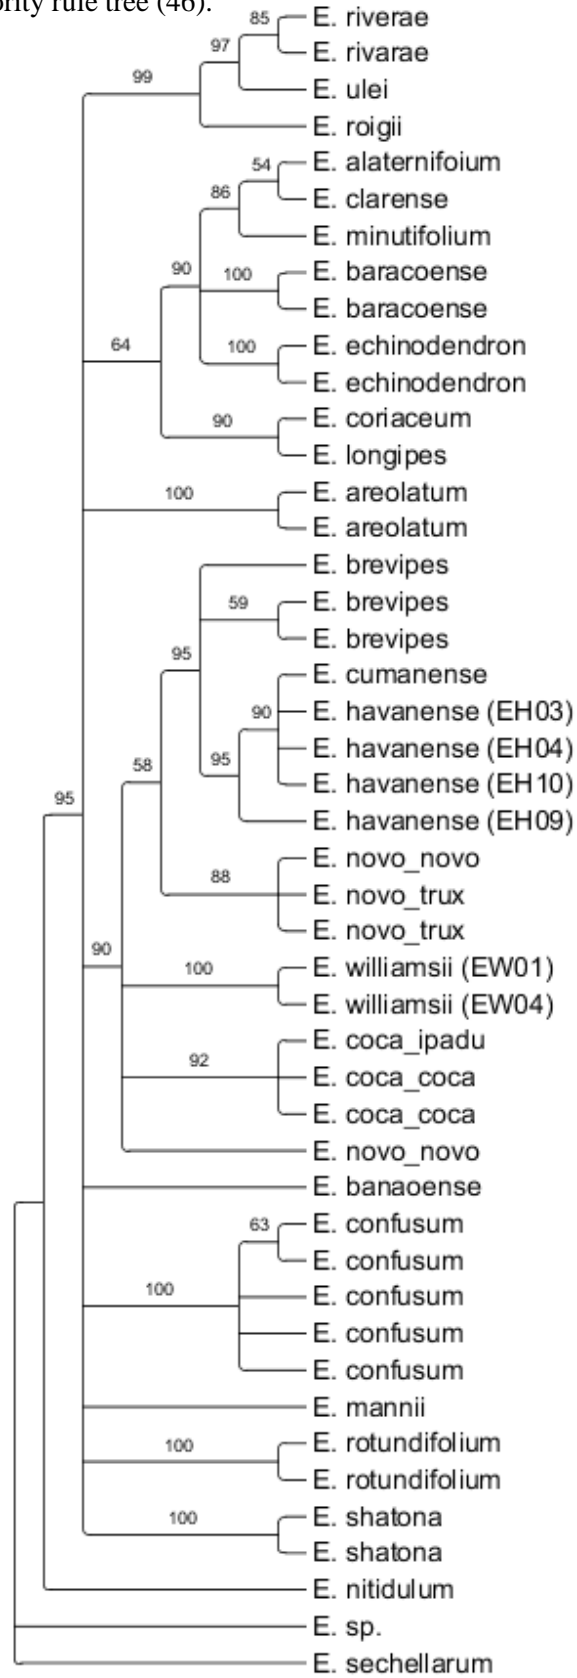 ority rule tree (46).
85 E. riverae
97 E. rivarae
99 E. ulei
E. roigii
54 E. alaternifoium
86 E. clarense
E. minutifolium
90 100 E. baracoense
E. baracoense
64 100 E. echinodendron
E. echinodendron
90 E. coriaceum
E. longipes
100 E. areolatum
E. areolatum
E. brevipes
59 E. brevipes
95 E. brevipes
E. cumanense
90 E. havanense (EH03)
58 95 E. havanense (EH04)
95 E. havanense (EH10)
E. havanense (EH09)
E. novo_novo
88 E. novo_trux
E. novo_trux
90 100 E. williamsii (EW01)
E. williamsii (EW04)
E. coca_ipadu
92 E. coca_coca
E. coca_coca
E. novo_novo
E. banaoense
63 E. confusum
E. confusum
100 E. confusum
E. confusum
E. confusum
E. mannii
100 E. rotundifolium
E. rotundifolium
100 E. shatona
E. shatona
E. nitidulum
E. sp.
E. sechellarum